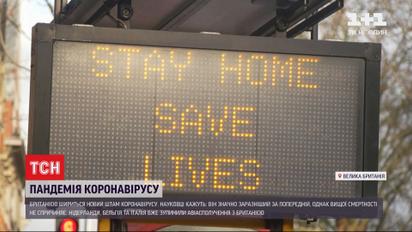 1+1
STAY HOME
SAVE
LIVES
ВЕЛИКА БРИТАНІЯ
ТСН
ПАНДЕМІЯ КОРОНАВІРУСУ
БРИТАНІЄЮ ШИРИТЬСЯ НОВИЙ ШТАМ КОРОНАВІРУСУ. НАУКОВЦІ КАЖУТЬ: ВІН ЗНАЧНО ЗАРАЗНІШИЙ ЗА ПОПЕРЕДНІЙ, ОДНАК ВИЩОЇ СМЕРТНОСТІ
НЕ СПРИЧИНЯЄ. НІДЕРЛАНДИ, БЕЛЬГІЯ ТА ІТАЛІЯ ВЖЕ ЗУПИНИЛИ АВІАСПОЛУЧЕННЯ З БРИТАНІЄЮ